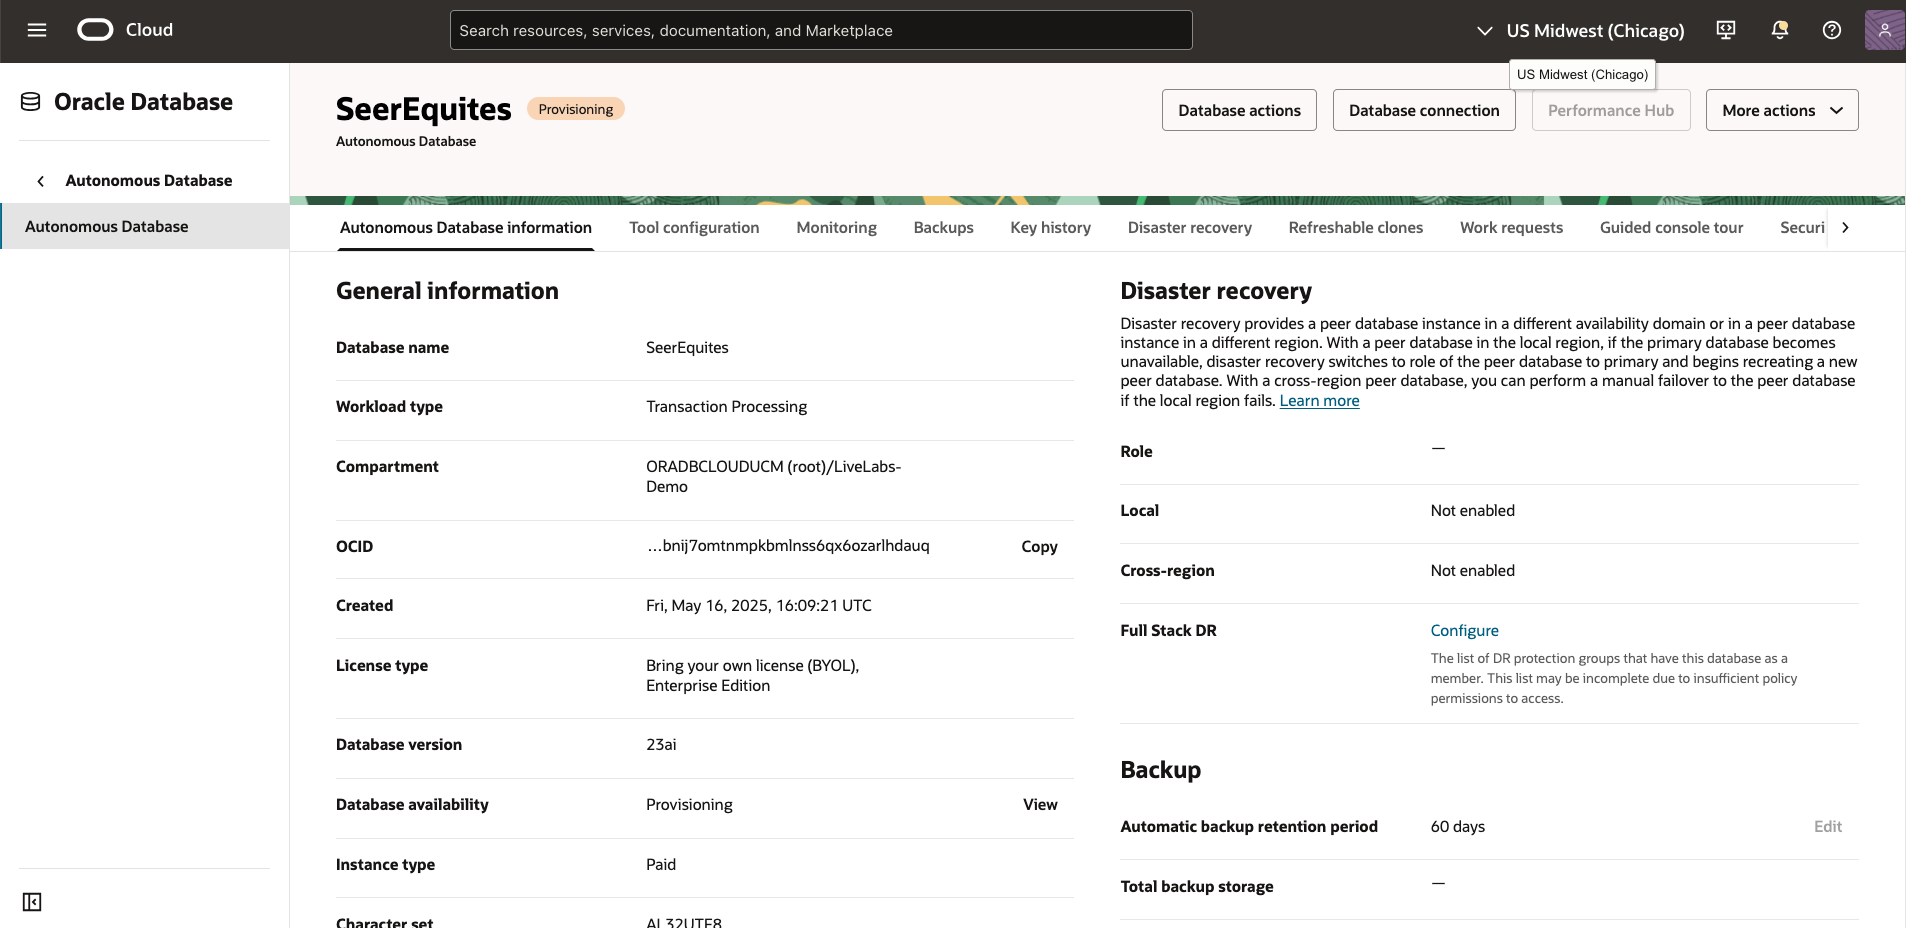 Cloud
Search resources, services, documentation, and Marketplace
US Midwest (Chicago)
US Midwest (Chicago)
Oracle Database
Autonomous Database
Autonomous Database
SeerEquites
Provisioning
Autonomous Database
Database actions
Database connection
Performance Hub
More actions
Autonomous Database information
Tool configuration
Monitoring
Backups
Key history
Disaster recovery
Refreshable clones
Work requests
Guided console tour
Securi
General information
Database name
SeerEquites
Workload type
Transaction Processing
Compartment
ORADBCLOUDUCM (root)/LiveLabs-
Demo
OCID
...bnij7omtnmpkbmlnss6qx6ozarlhdauq
Copy
Created
Fri, May 16, 2025, 16:09:21 UTC
License type
Bring your own license (BYOL),
Enterprise Edition
Database version
23ai
Database availability
Provisioning
View
Instance type
Paid
Character set
AL32UTF8
Disaster recovery
Disaster recovery provides a peer database instance in a different availability domain or in a peer database
instance in a different region. With a peer database in the local region, if the primary database becomes
unavailable, disaster recovery switches to role of the peer database to primary and begins recreating a new
peer database. With a cross-region peer database, you can perform a manual failover to the peer database
if the local region fails. Learn more
Role
—
Local
Not enabled
Cross-region
Not enabled
Full Stack DR
Configure
The list of DR protection groups that have this database as a
member. This list may be incomplete due to insufficient policy
permissions to access.
Backup
Automatic backup retention period
60 days
Edit
Total backup storage
—